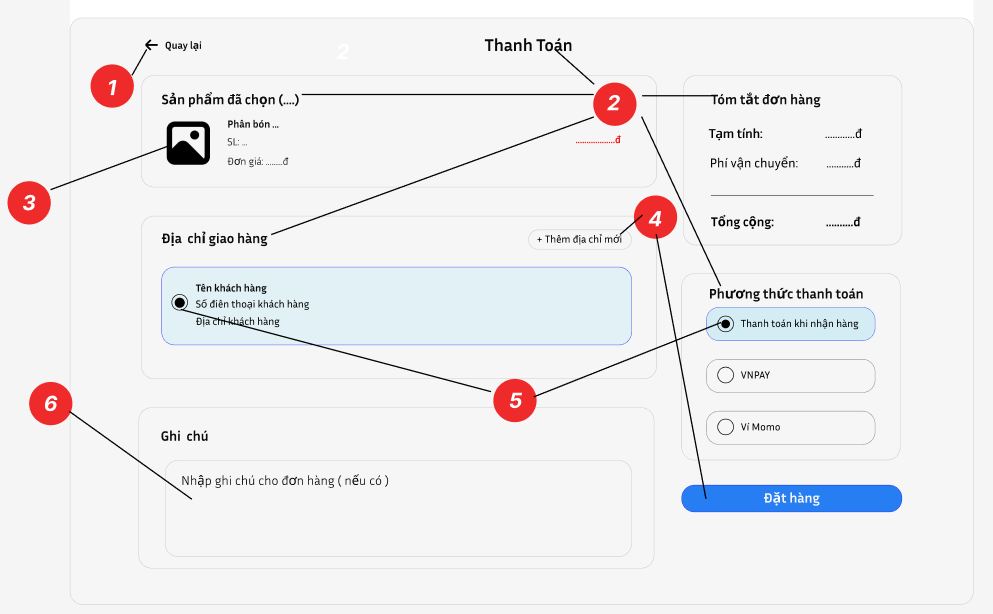 Quay lại
2
Thanh Toán
1
Sản phẩm đã chọn (....)
Phân bón ...
SL: ...
Đơn giá: ........đ
.................đ
2
Tóm tắt đơn hàng
Tạm tính:
............đ
Phí vận chuyển:
...........đ
Tổng cộng:
..........đ
3
Địa chỉ giao hàng
+ Thêm địa chỉ mới
4
Tên khách hàng
Số điên thoại khách hàng
Địa chỉ khách hàng
Phương thức thanh toán
Thanh toán khi nhận hàng
VNPAY
Ví Momo
5
6
Ghi chú
Nhập ghi chú cho đơn hàng ( nếu có )
Đặt hàng